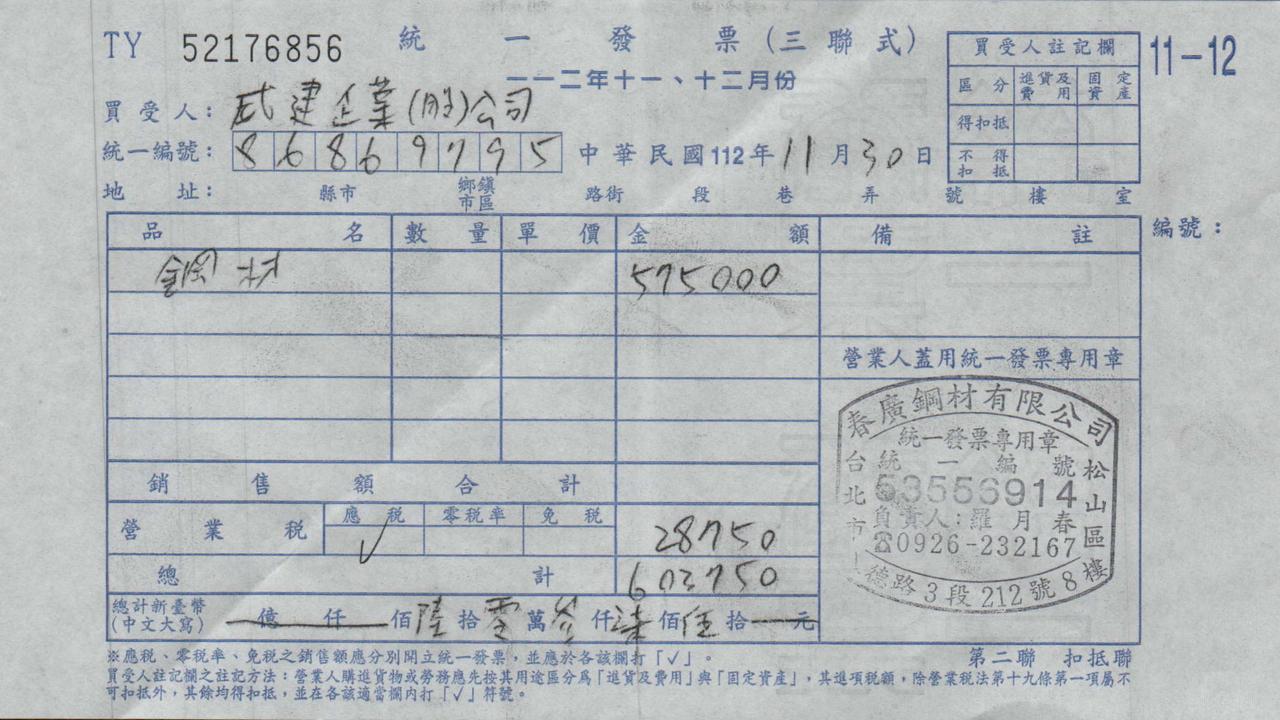 TY 52176856 統一發票(三聯式)
一一二年十一、十二月份
11-12
買受人註記欄
區分 進貨及費用 固定資產
得扣抵
不得扣抵
買受人: 建企業(股)公司
統一編號: 86869795 中華民國112年11月30日
地址: 縣市 鄉鎮市區 路街 段 巷 弄 號 樓 室
編號:
品名 數量 單價 金額 備註
鋼材 575000
營業人蓋用統一發票專用章
春廣鋼材有限公司
統一發票專用章
統一編號
53556914
負責人:羅月春
☎0926-232167
台北市松山區
德路3段212號8樓
銷售額合計
營業稅 應稅 零稅率 免稅
✓ 28750
總計 603750
總計新臺幣(中文大寫) 億 仟 佰陸拾零萬參仟柒佰伍拾 元
※應稅、零稅率、免稅之銷售額應分別開立統一發票,並應於各該欄打「✓」。
第二聯 扣抵聯
買受人註記欄之註記方法:營業人購進貨物或勞務應先按其用途區分為「進貨及費用」與「固定資產」,其進項稅額,除營業稅法第十九條第一項屬不
可扣抵外,其餘均得扣抵,並在各該適當欄內打「✓」符號。